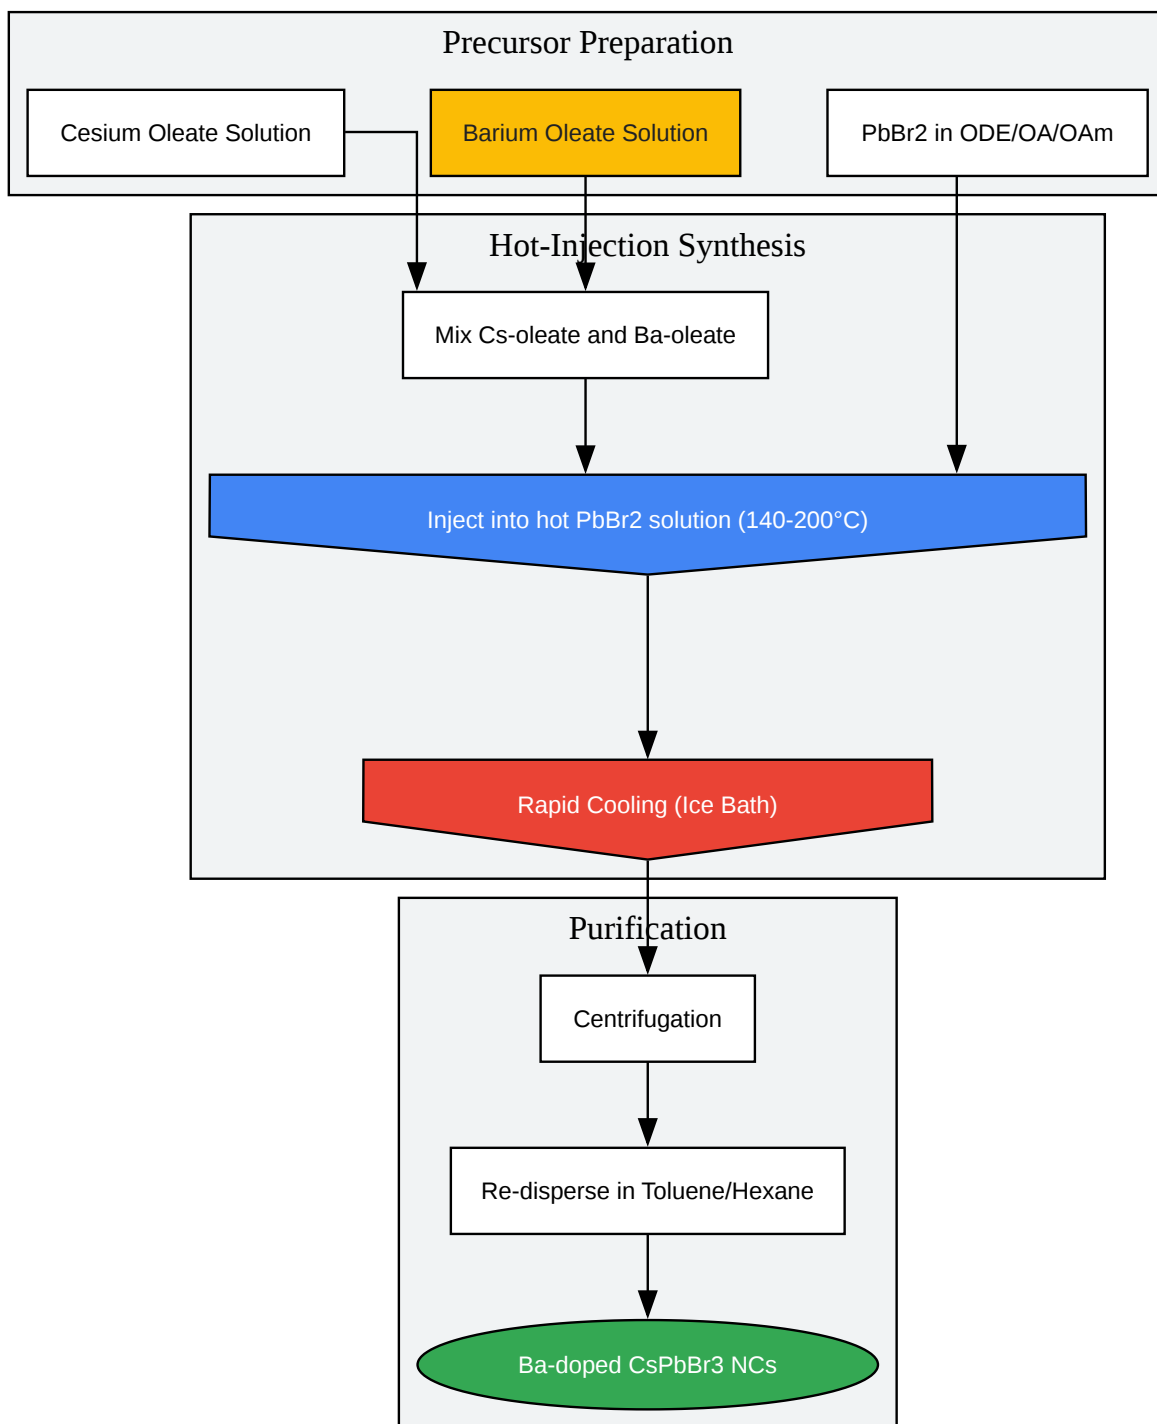 Precursor Preparation
Cesium Oleate Solution
Barium Oleate Solution
PbBr2 in ODE/OA/OAm
Hot-Injection Synthesis
Mix Cs-oleate and Ba-oleate
Inject into hot PbBr2 solution (140-200°C)
Rapid Cooling (Ice Bath)
Purification
Centrifugation
Re-disperse in Toluene/Hexane
Ba-doped CsPbBr3 NCs